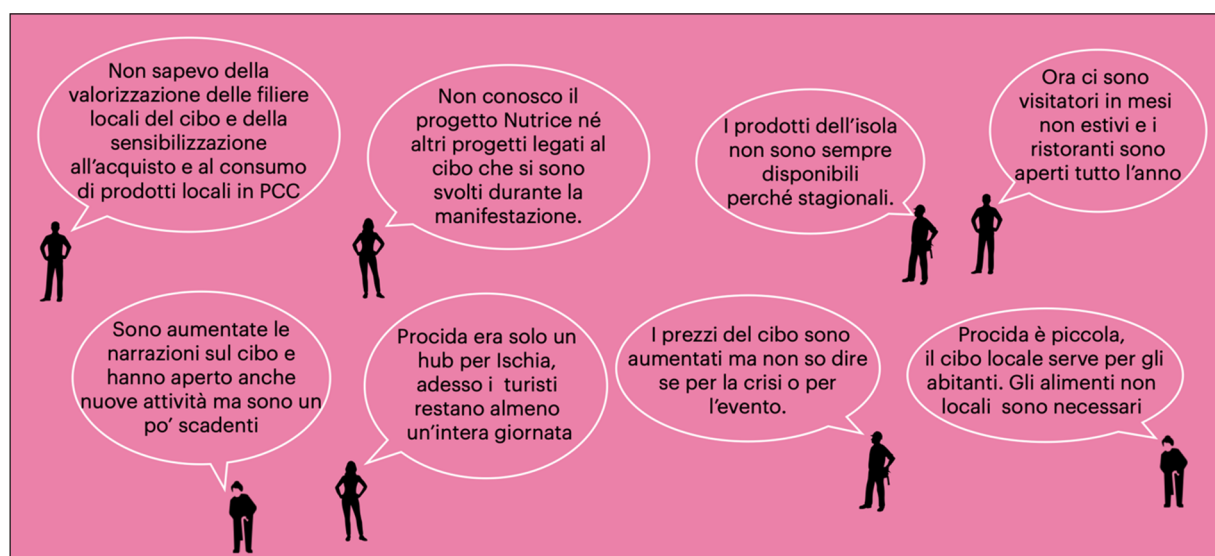 Non sapevo della
valorizzazione delle filiere
locali del cibo e della
sensibilizzazione
all'acquisto e al consumo
di prodotti locali in PCC
Non conosco il
progetto Nutrice né
altri progetti legati al
cibo che si sono
svolti durante la
manifestazione.
I prodotti dell'isola
non sono sempre
disponibili
perché stagionali.
Ora ci sono
visitatori in mesi
non estivi e i
ristoranti sono
aperti tutto l'anno
Sono aumentate le
narrazioni sul cibo e
hanno aperto anche
nuove attività ma sono un
po' scadenti
Procida era solo un
hub per Ischia,
adesso i turisti
restano almeno
un'intera giornata
I prezzi del cibo sono
aumentati ma non so dire
se per la crisi o per
l'evento.
Procida è piccola,
il cibo locale serve per gli
abitanti. Gli alimenti non
locali sono necessari